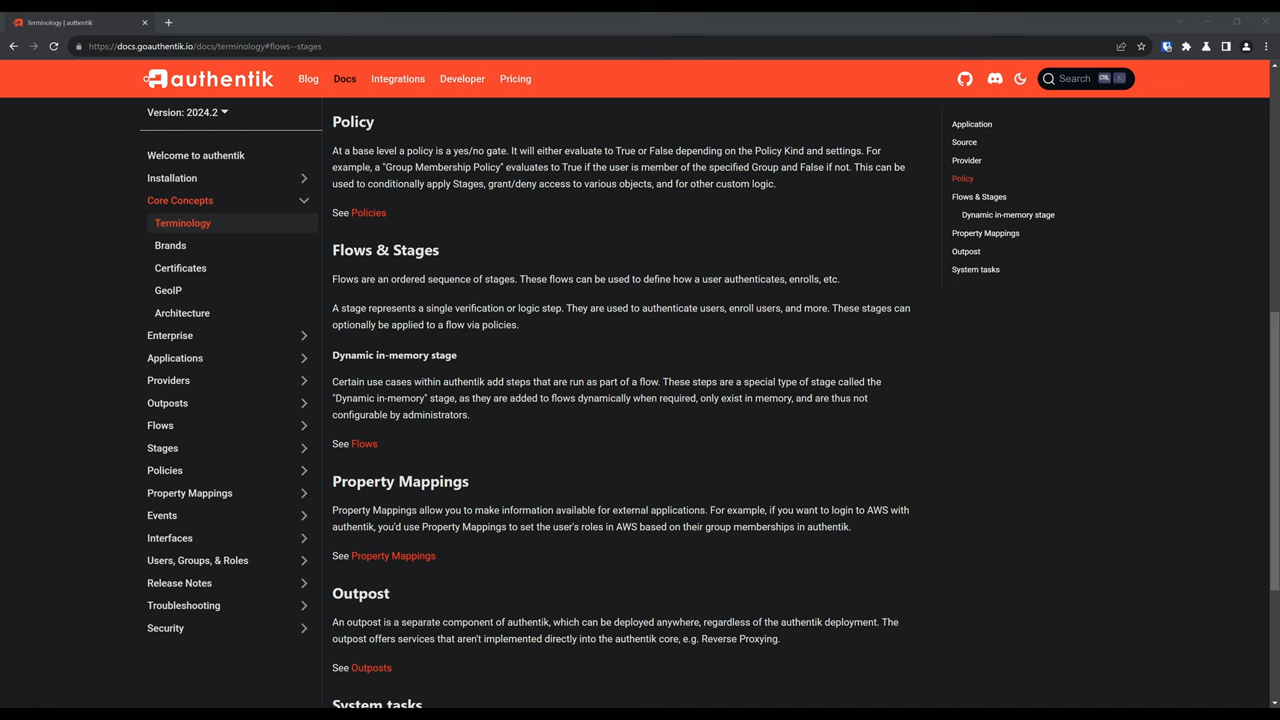 Terminology | authentik
https://docs.goauthentik.io/docs/terminology#flows--stages
authentik
Blog
Docs
Integrations
Developer
Pricing
Search
CTRL
K
Version: 2024.2
Welcome to authentik
Installation
Core Concepts
Terminology
Brands
Certificates
GeoIP
Architecture
Enterprise
Applications
Providers
Outposts
Flows
Stages
Policies
Property Mappings
Events
Interfaces
Users, Groups, & Roles
Release Notes
Troubleshooting
Security
Policy
At a base level a policy is a yes/no gate. It will either evaluate to True or False depending on the Policy Kind and settings. For
example, a "Group Membership Policy" evaluates to True if the user is member of the specified Group and False if not. This can be
used to conditionally apply Stages, grant/deny access to various objects, and for other custom logic.
See Policies
Flows & Stages
Flows are an ordered sequence of stages. These flows can be used to define how a user authenticates, enrolls, etc.
A stage represents a single verification or logic step. They are used to authenticate users, enroll users, and more. These stages can
optionally be applied to a flow via policies.
Dynamic in-memory stage
Certain use cases within authentik add steps that are run as part of a flow. These steps are a special type of stage called the
"Dynamic in-memory" stage, as they are added to flows dynamically when required, only exist in memory, and are thus not
configurable by administrators.
See Flows
Property Mappings
Property Mappings allow you to make information available for external applications. For example, if you want to login to AWS with
authentik, you'd use Property Mappings to set the user's roles in AWS based on their group memberships in authentik.
See Property Mappings
Outpost
An outpost is a separate component of authentik, which can be deployed anywhere, regardless of the authentik deployment. The
outpost offers services that aren't implemented directly into the authentik core, e.g. Reverse Proxying.
See Outposts
System tasks
Application
Source
Provider
Policy
Flows & Stages
Dynamic in-memory stage
Property Mappings
Outpost
System tasks